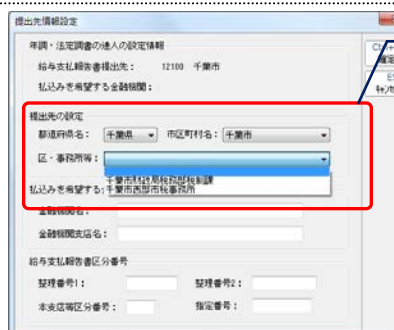 提出先情報設定
年調・法定調書の達人の設定情報
給与支払報告書提出先： 12100 千葉市
払込みを希望する金融機関：
提出先の設定
都道府県名： 千葉県 市区町村名： 千葉市
区・事務所等：
千葉市財政局税務部税制課
千葉市西部市税事務所
払込みを希望する
金融機関名：
金融機関支店名：
給与支払報告書区分番号
整理番号1： 整理番号2：
本支店等区分番号： 指定番号：